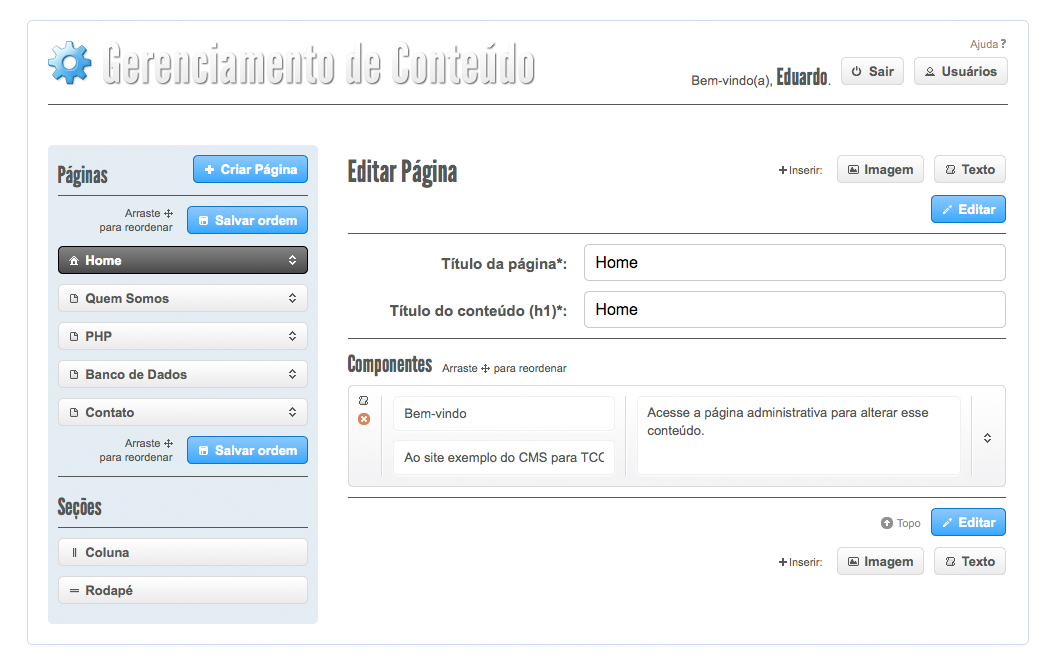 Gerenciamento de Conteúdo
Ajuda ?
Bem-vindo(a), Eduardo.
Sair
Usuários
Páginas
+ Criar Página
Arraste
para reordenar
Salvar ordem
Home
Quem Somos
PHP
Banco de Dados
Contato
Arraste
para reordenar
Salvar ordem
Seções
Coluna
Rodapé
Editar Página
+Inserir:
Imagem
Texto
Editar
Título da página*:
Home
Título do conteúdo (h1)*:
Home
Componentes
Arraste para reordenar
Bem-vindo
Ao site exemplo do CMS para TCC
Acesse a página administrativa para alterar esse
conteúdo.
Topo
Editar
+Inserir:
Imagem
Texto